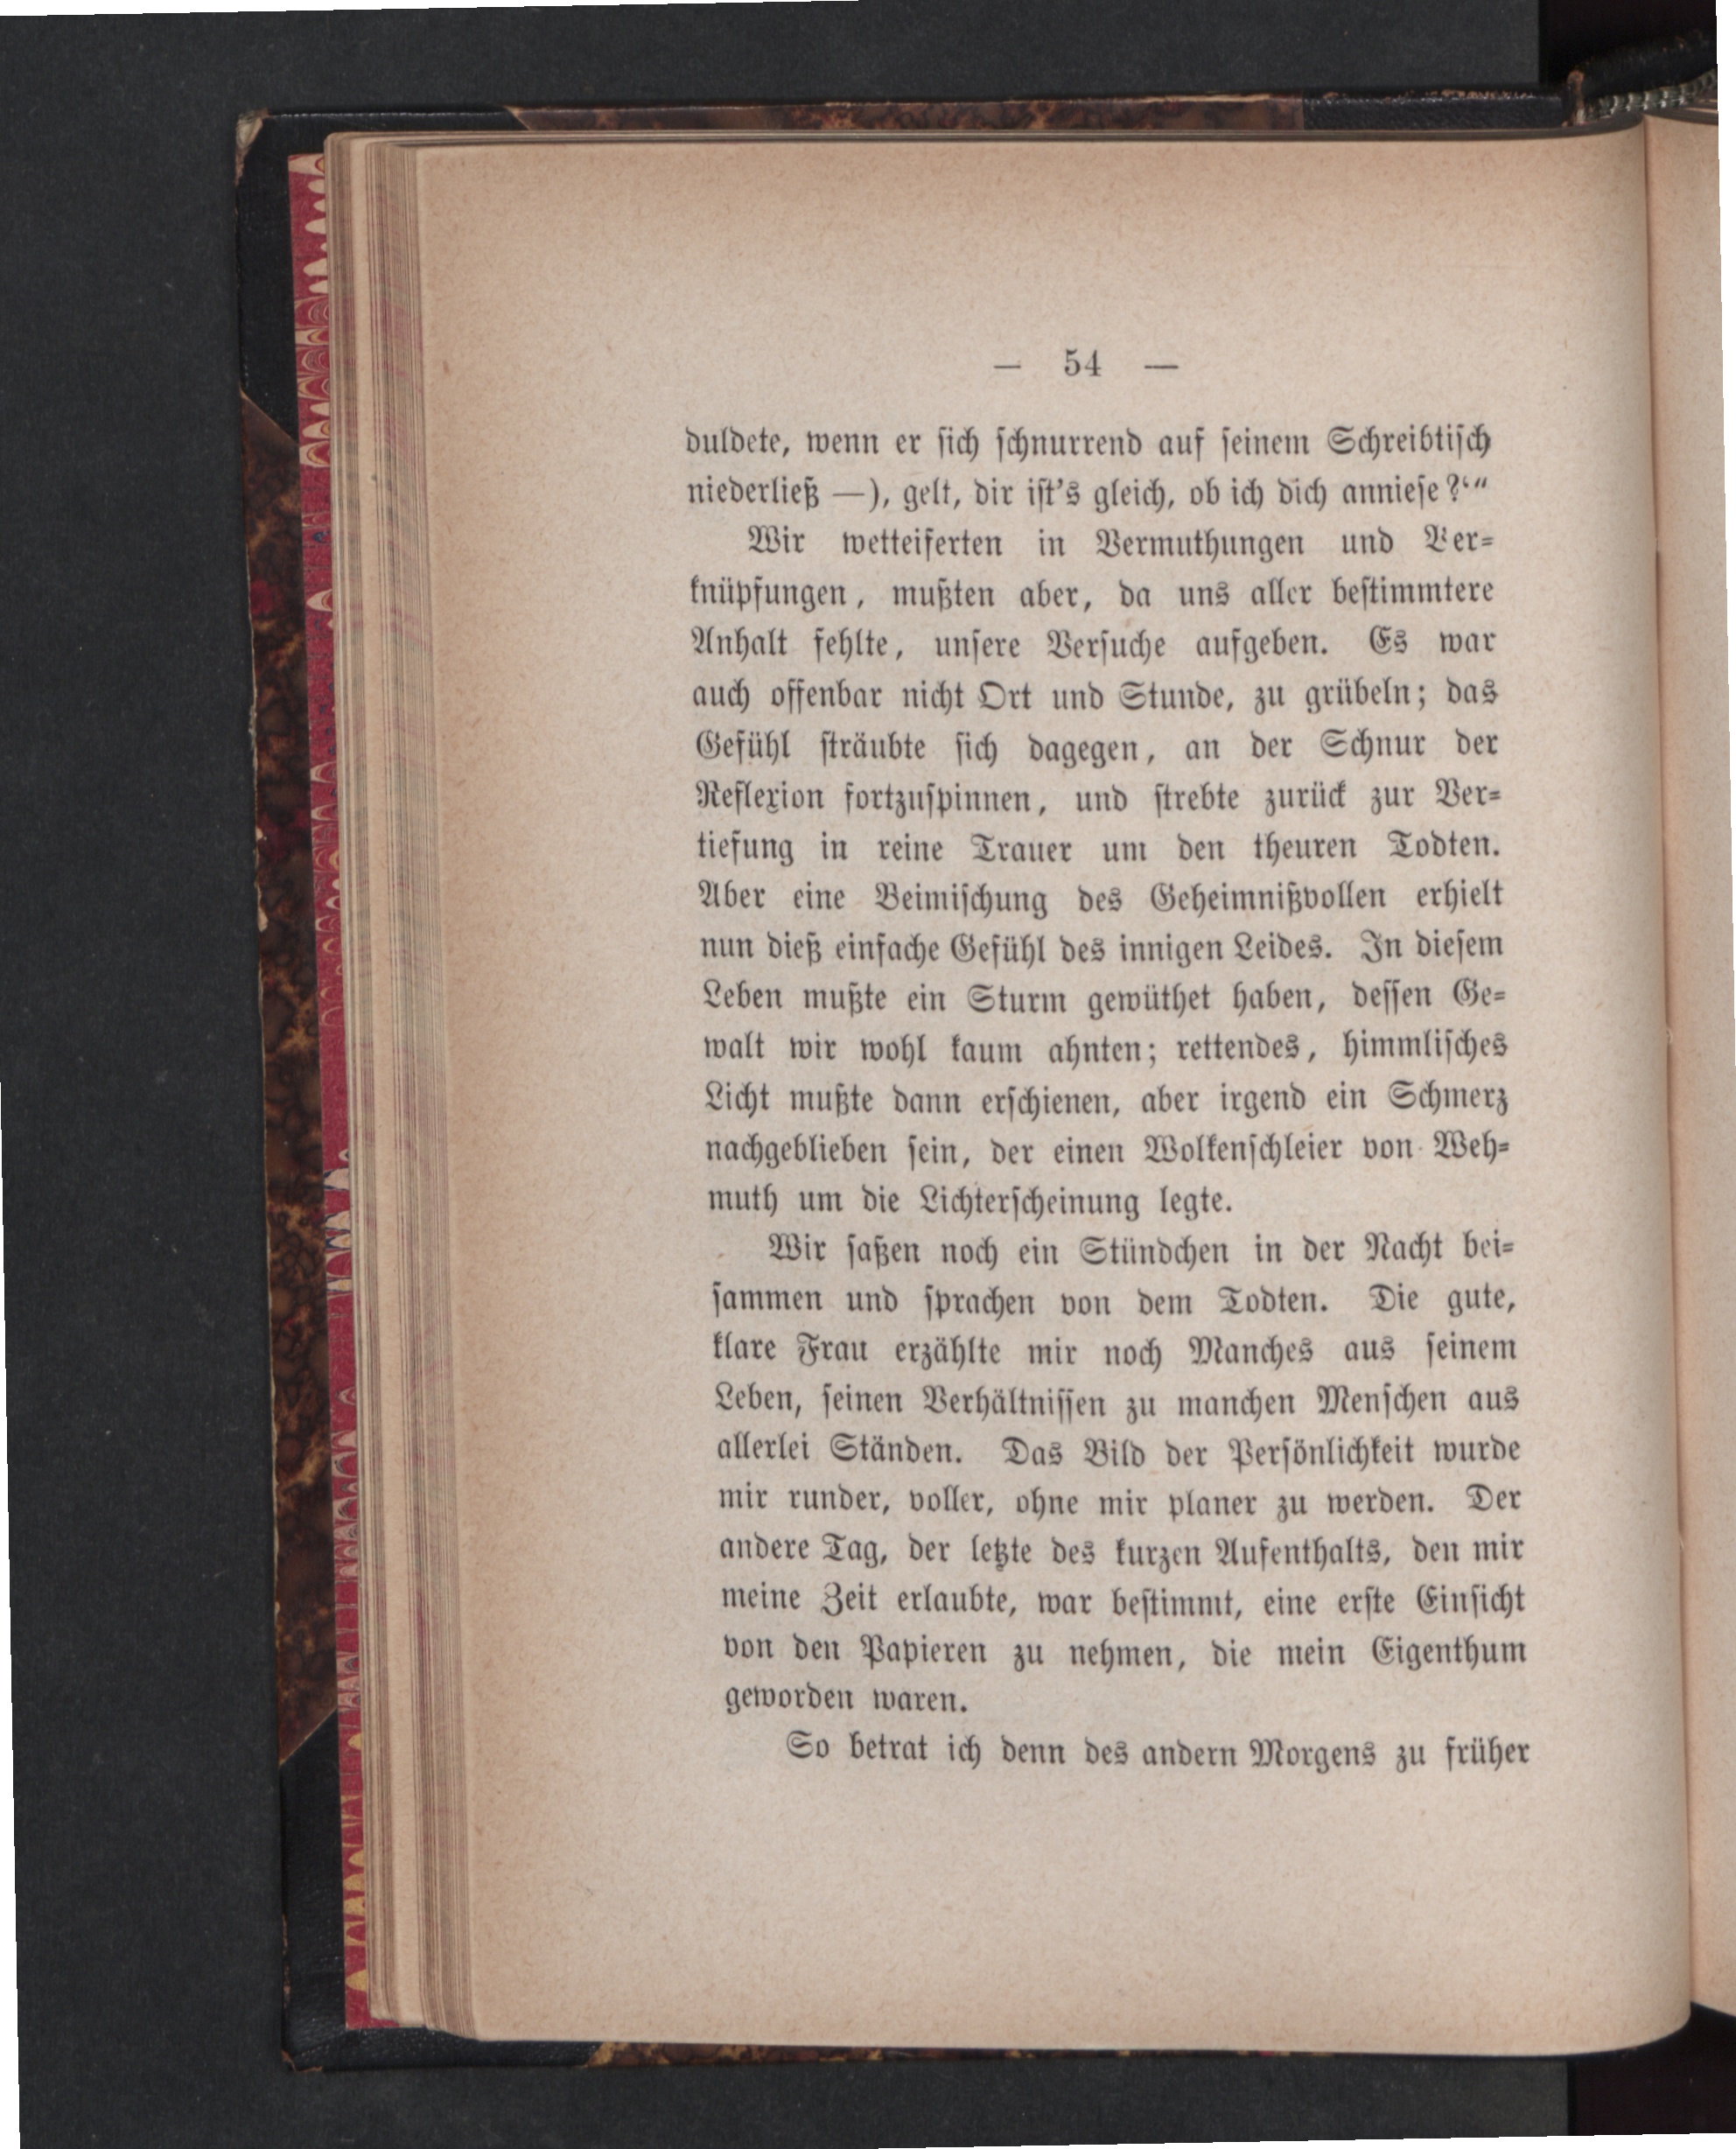 — 54 —
duldete, wenn er sich schnurrend auf seinem Schreibtisch
niederließ —), gelt, dir ist's gleich, ob ich dich anniese?‘“
Wir wetteiferten in Vermuthungen und Ver-
knüpfungen, mußten aber, da uns aller bestimmtere
Anhalt fehlte, unsere Versuche aufgeben. Es war
auch offenbar nicht Ort und Stunde, zu grübeln; das
Gefühl sträubte sich dagegen, an der Schnur der
Reflexion fortzuspinnen, und strebte zurück zur Ver-
tiefung in reine Trauer um den theuren Todten.
Aber eine Beimischung des Geheimnißvollen erhielt
nun dieß einfache Gefühl des innigen Leides. In diesem
Leben mußte ein Sturm gewüthet haben, dessen Ge-
walt wir wohl kaum ahnten; rettendes, himmlisches
Licht mußte dann erschienen, aber irgend ein Schmerz
nachgeblieben sein, der einen Wolkenschleier von Weh-
muth um die Lichterscheinung legte.
Wir saßen noch ein Stündchen in der Nacht bei-
sammen und sprachen von dem Todten. Die gute,
klare Frau erzählte mir noch Manches aus seinem
Leben, seinen Verhältnissen zu manchen Menschen aus
allerlei Ständen. Das Bild der Persönlichkeit wurde
mir runder, voller, ohne mir planer zu werden. Der
andere Tag, der letzte des kurzen Aufenthalts, den mir
meine Zeit erlaubte, war bestimmt, eine erste Einsicht
von den Papieren zu nehmen, die mein Eigenthum
geworden waren.
So betrat ich denn des andern Morgens zu früher